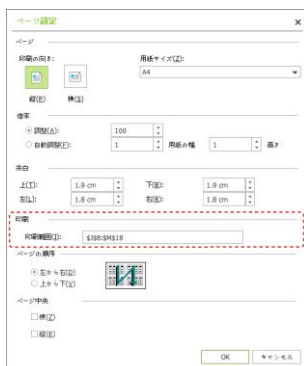 ページ設定
ページ
印刷の向き:
用紙サイズ(Z):
A4
縦(P) 横(S)
倍率
調整(A): 100
自動調整(F): 1 用紙の幅 1 高さ
余白
上(T): 1.9 cm 下(B): 1.9 cm
左(L): 1.8 cm 右(R): 1.8 cm
印刷
印刷範囲(I): $J$8:$M$18
ページの順序
左から右(D)
上から下(V)
ページ中央
横(Z)
縦(E)
OK キャンセル